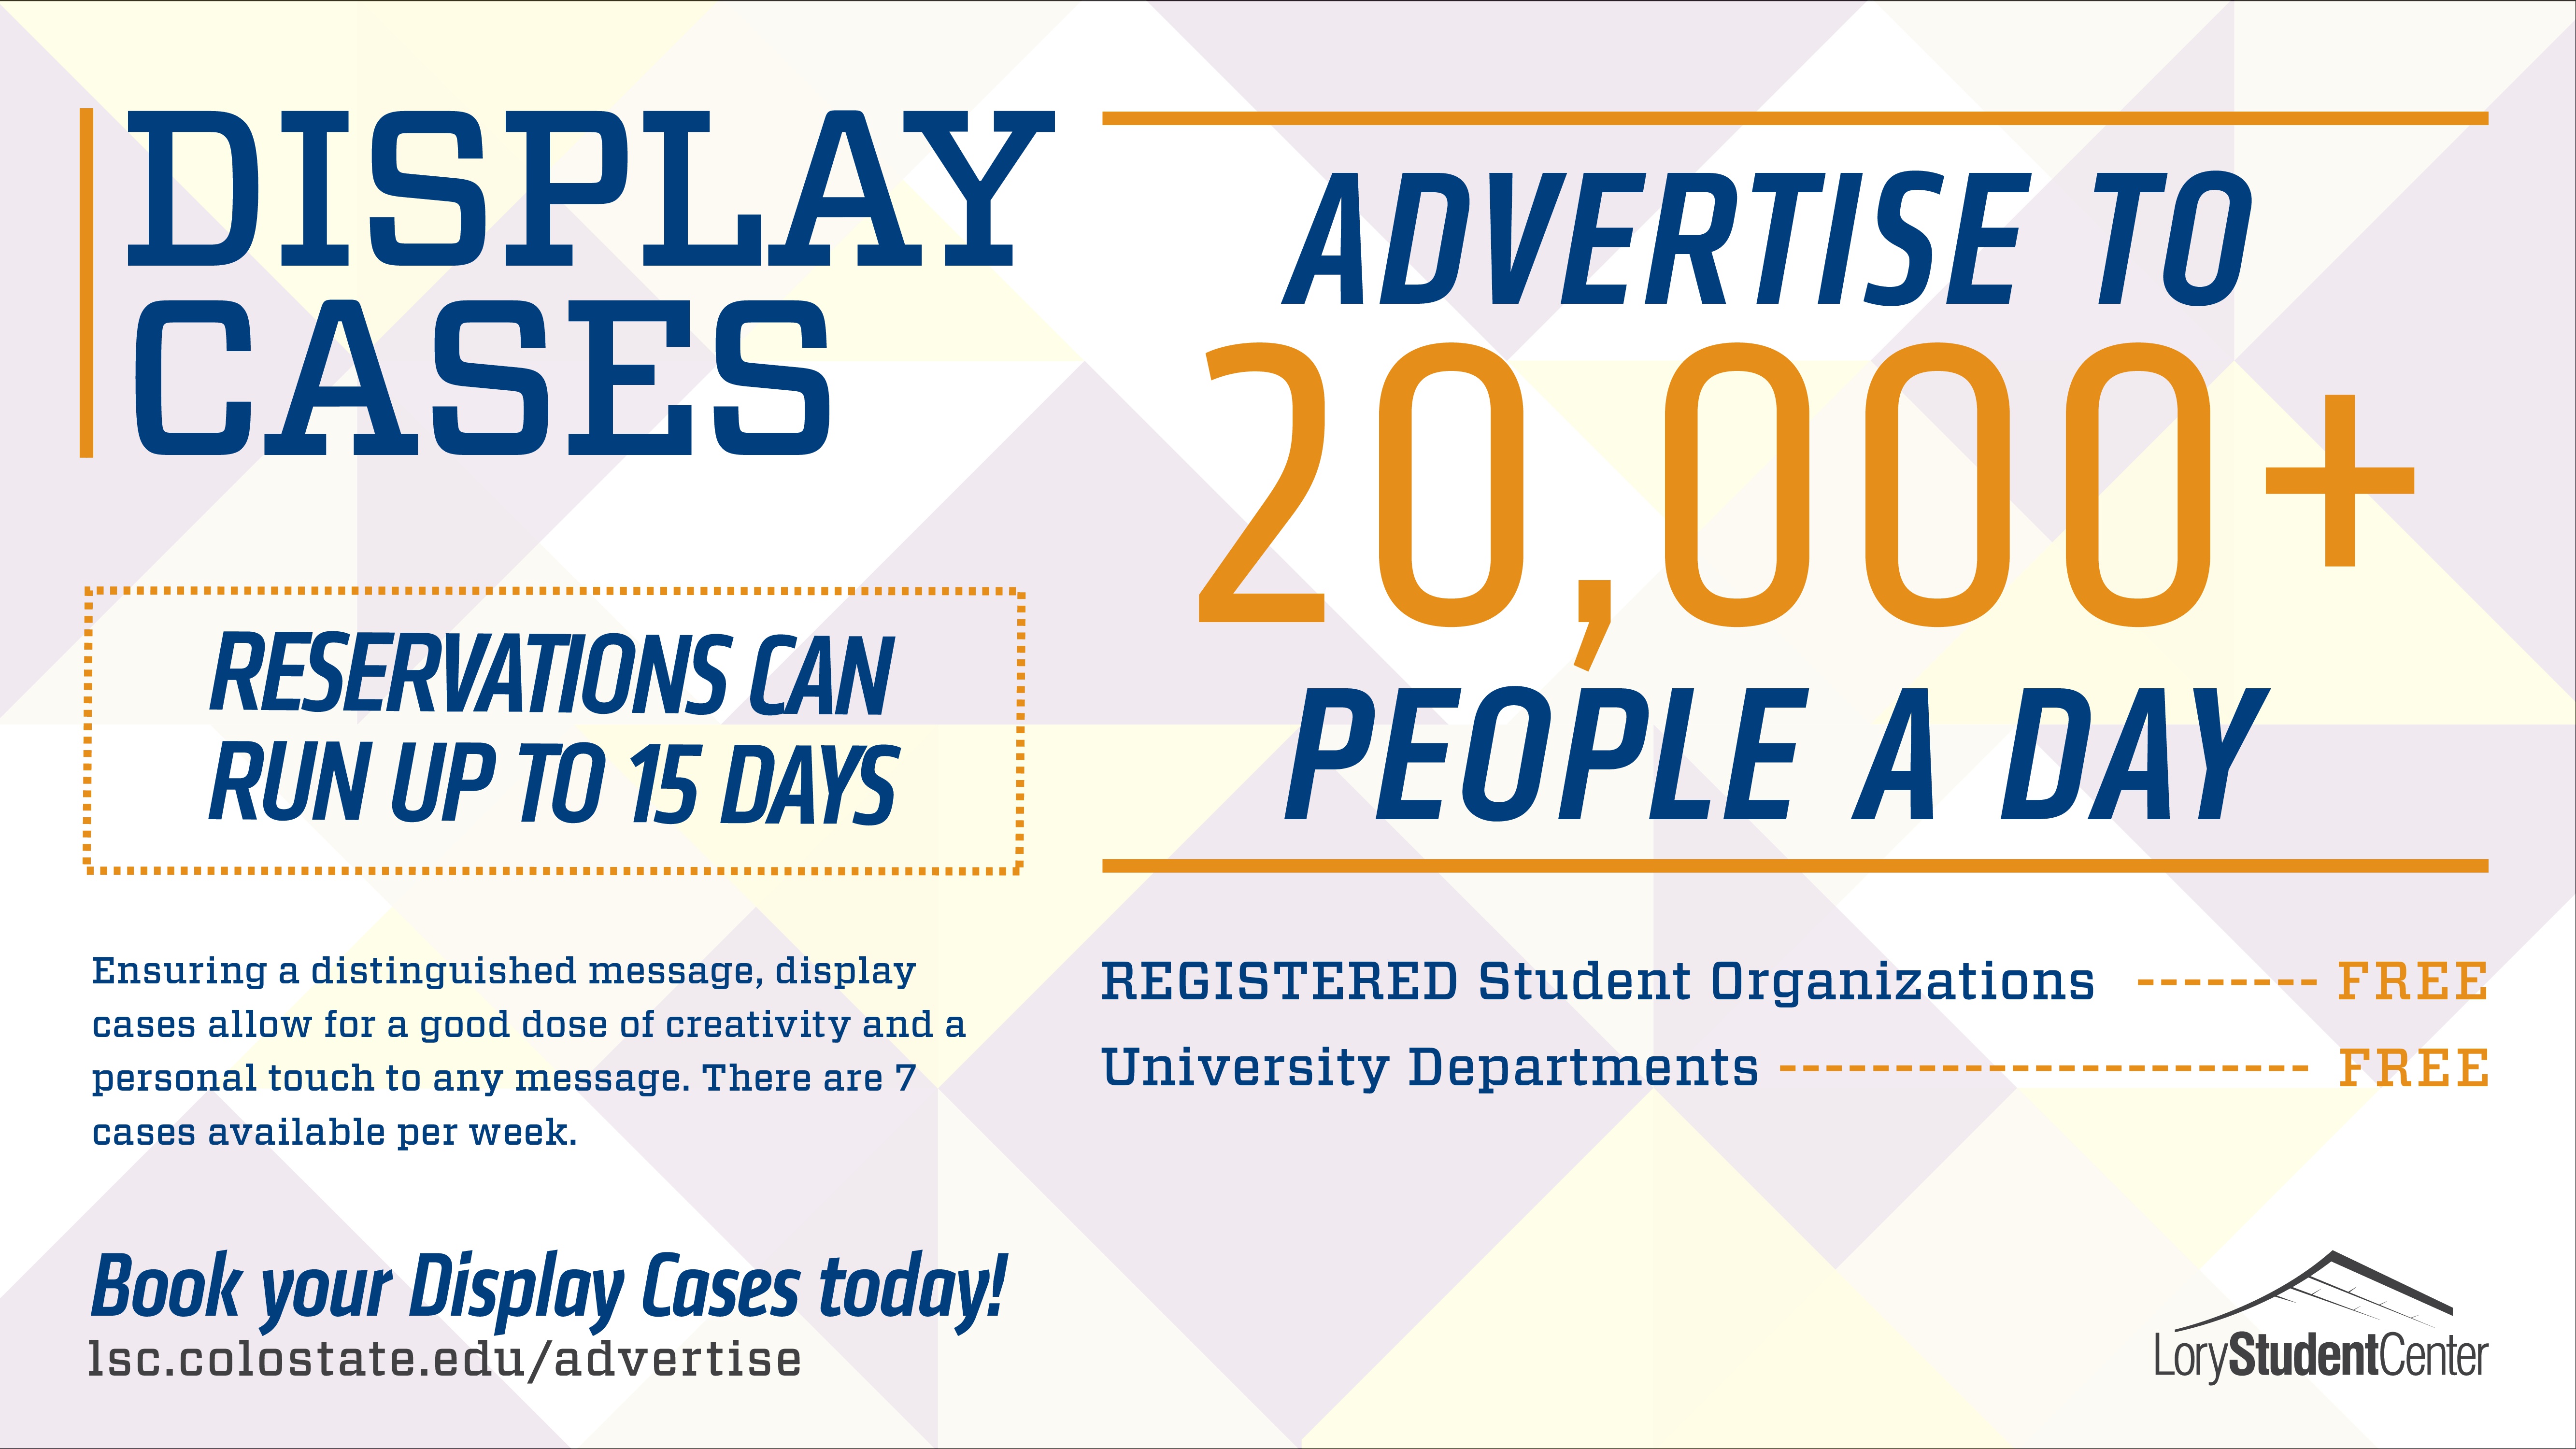 DISPLAY
CASES
RESERVATIONS CAN
RUN UP TO 15 DAYS
Ensuring a distinguished message, display
cases allow for a good dose of creativity and a
personal touch to any message. There are 7
cases available per week.
Book your Display Cases today!
lsc.colostate.edu/advertise
ADVERTISE TO
20,000+
PEOPLE A DAY
REGISTERED Student Organizations ------- FREE
University Departments ----------------------- FREE
LoryStudentCenter